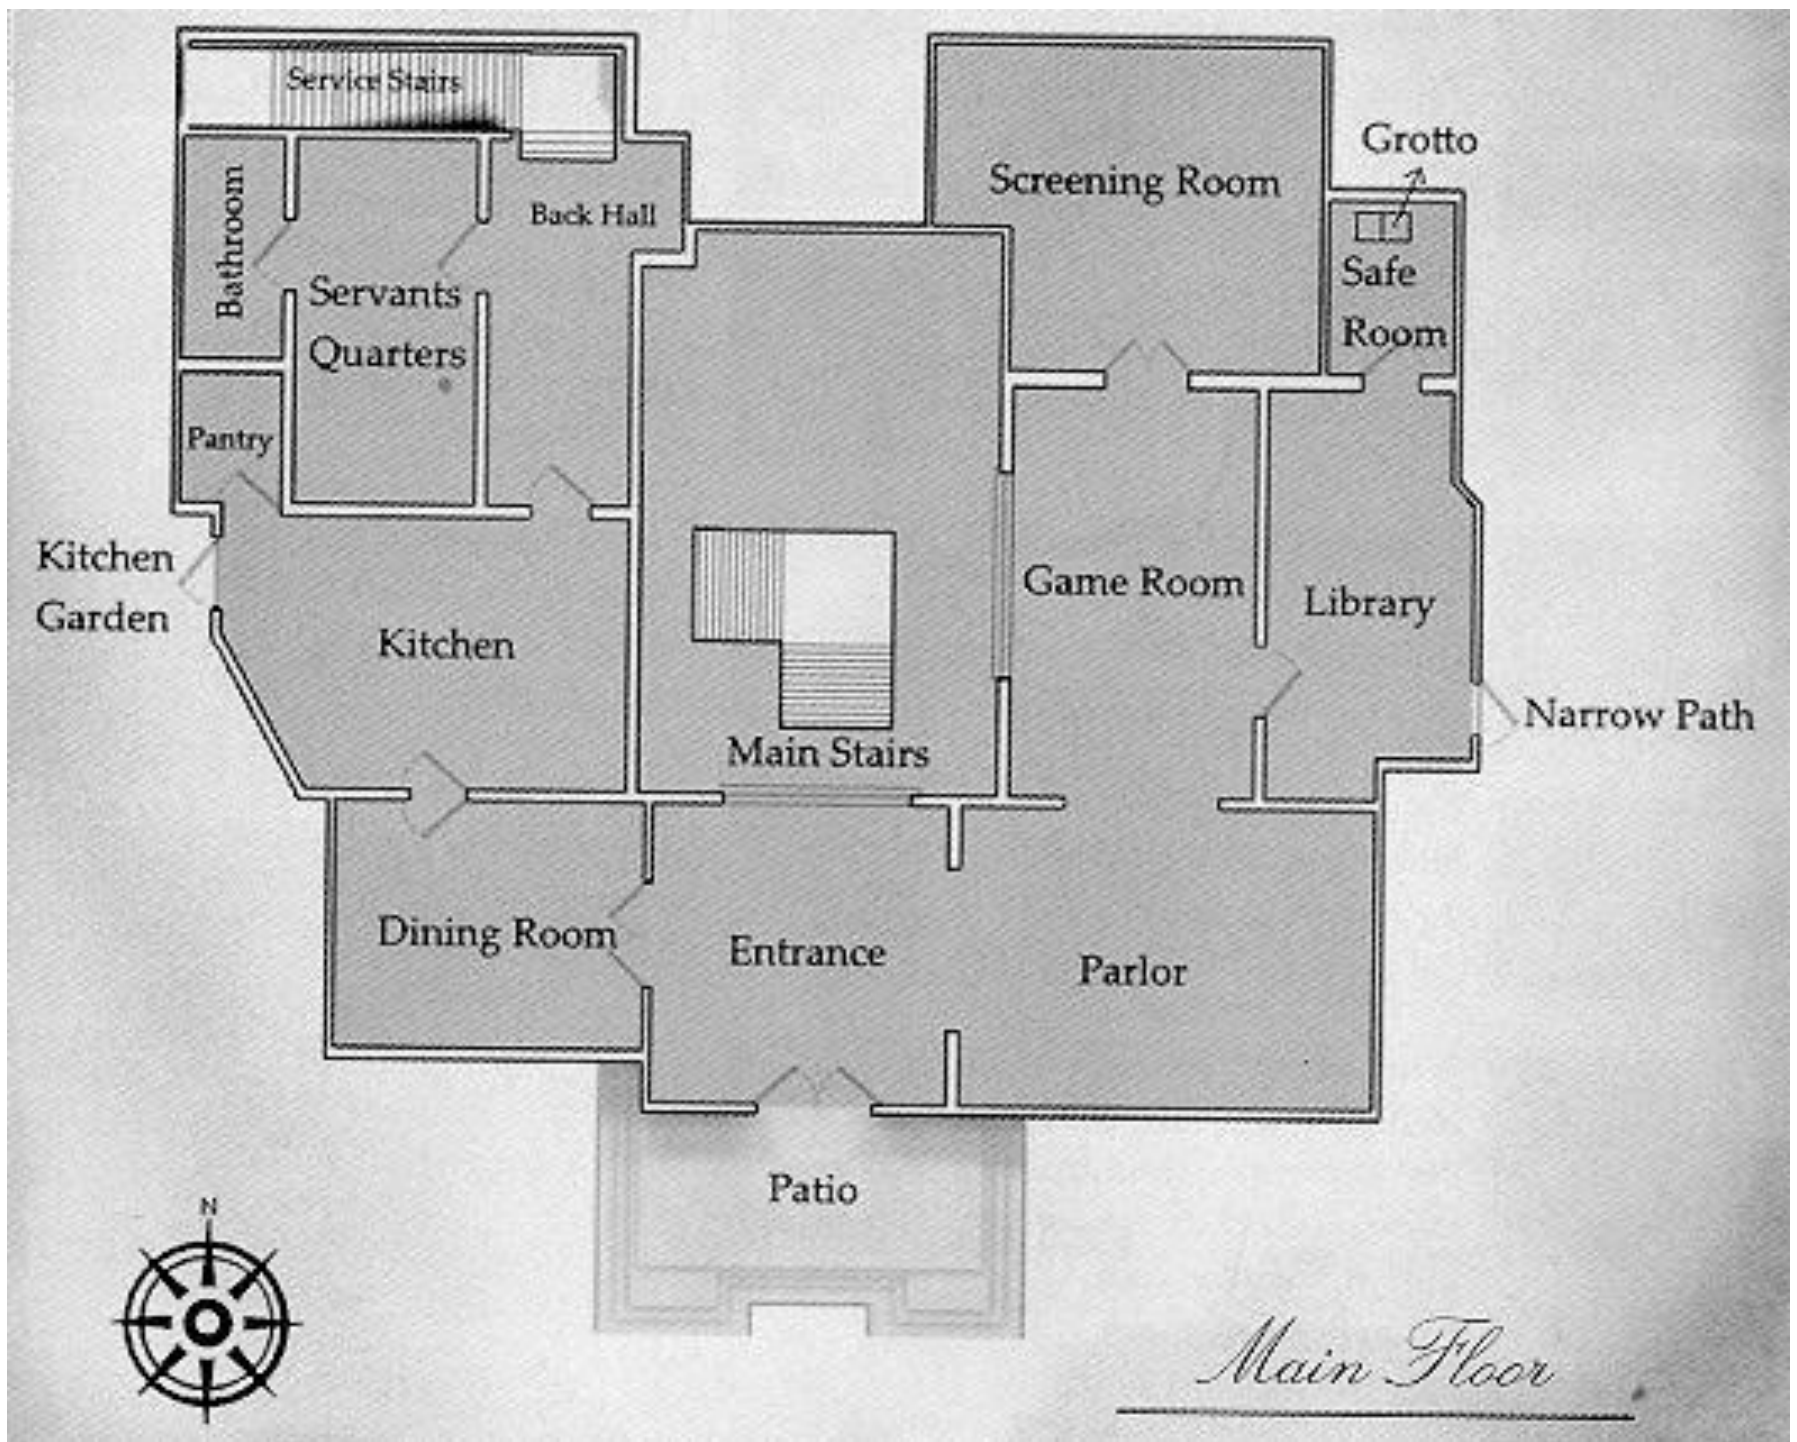 Service Stairs
Grotto
Screening Room
Bathroom
Back Hall
Safe
Room
Servants
Quarters
Pantry
Kitchen
Garden
Kitchen
Game Room
Library
Narrow Path
Main Stairs
Dining Room
Entrance
Parlor
Patio
N
Main Floor